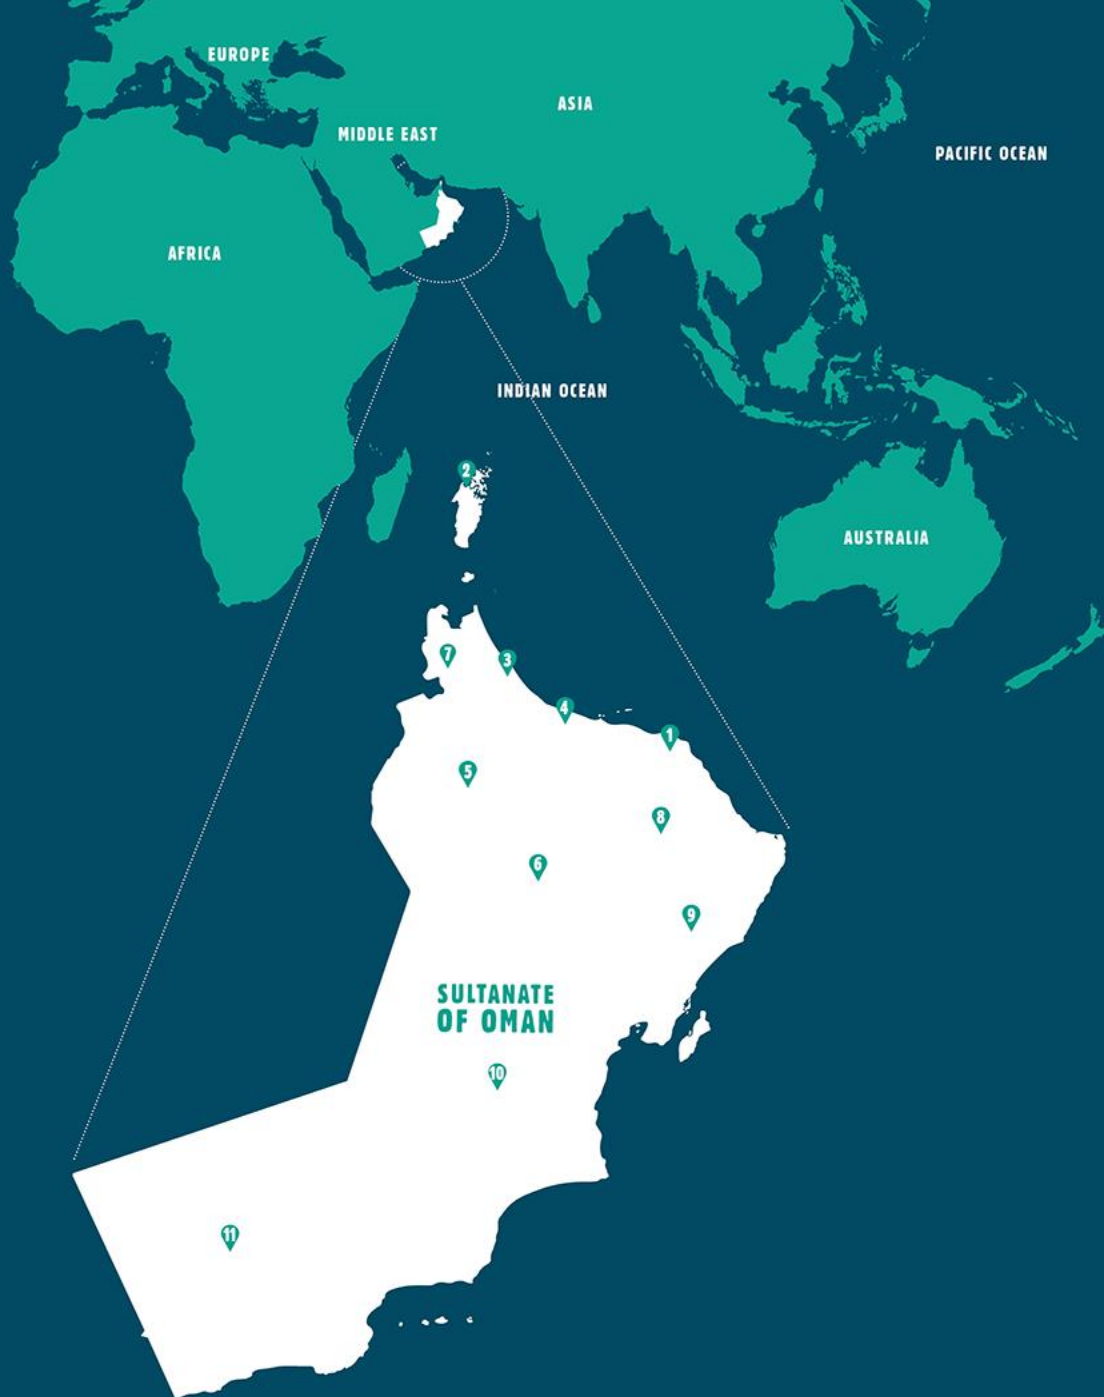 EUROPE
ASIA
MIDDLE EAST
PACIFIC OCEAN
AFRICA
INDIAN OCEAN
2
AUSTRALIA
7
3
4
1
5
8
6
9
SULTANATE
OF OMAN
10
11